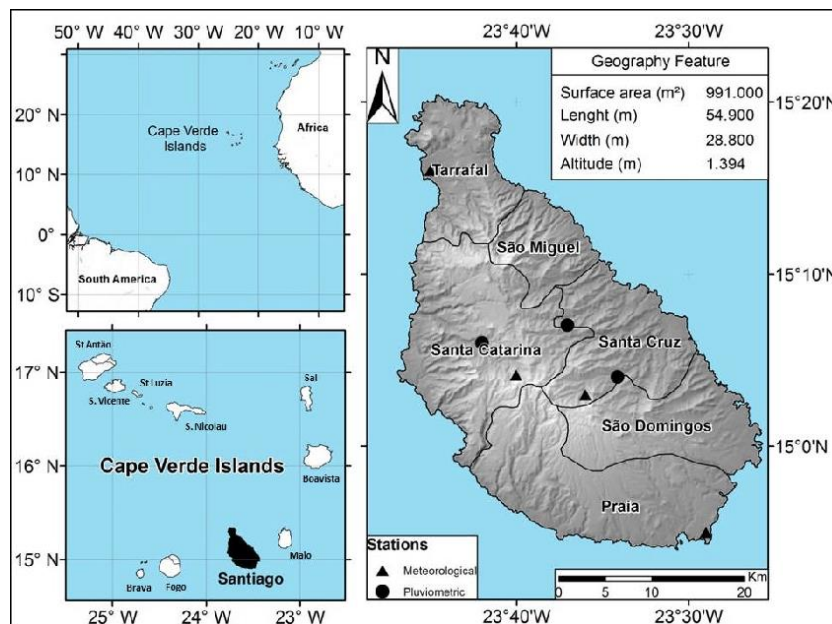 50° W 40° W 30° W 20° W 10° W
20° N
10° N
0°
10° S
Cape Verde
Islands
Africa
South America
17° N
16° N
15° N
25° W 24° W 23° W 22° W
St Antão
S. Vicente
St Luzia
S. Nicolau
Sal
Cape Verde Islands
Boavista
Maio
Santiago
Brava
Fogo
23°40' W 23°30' W
N
Geography Feature
Surface area (m²) 991.000
Lenght (m) 54.900
Width (m) 28.800
Altitude (m) 1.394
15°20' N
15°10' N
15°0' N
Tarrafal
São Miguel
Santa Catarina
Santa Cruz
São Domingos
Praia
Stations
Meteorological
Pluviometric
Km
0 5 10 20
23°40' W 23°30' W